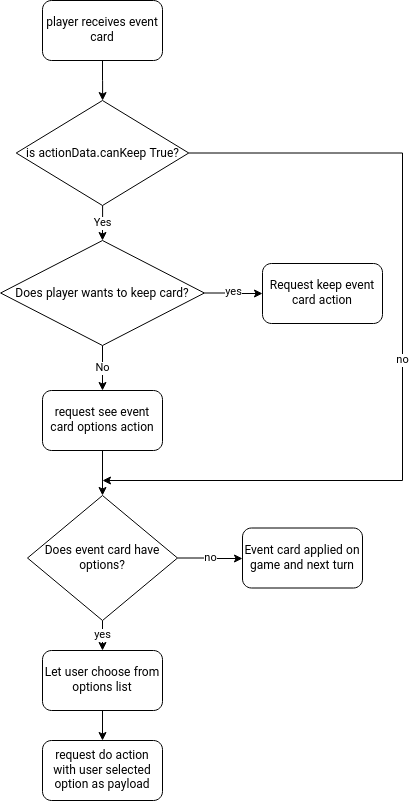 player receives event
card
is actionData.canKeep True?
Yes
Does player wants to keep card?
yes
Request keep event
card action
no
No
request see event
card options action
Does event card have
options?
no
Event card applied on
game and next turn
yes
Let user choose from
options list
request do action
with user selected
option as payload